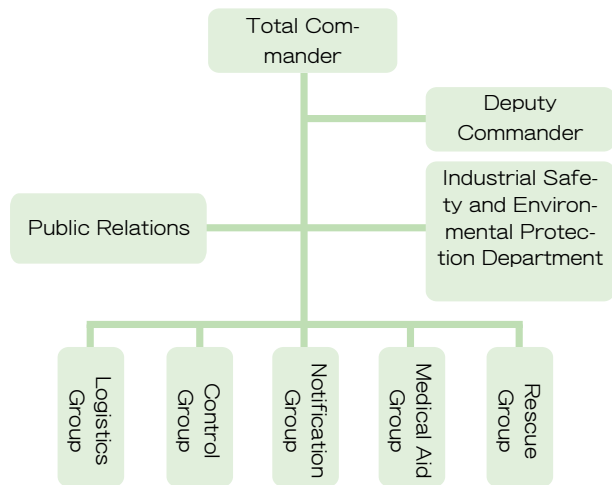 Total Com-
mander
Deputy
Commander
Public Relations
Industrial Safe-
ty and Environ-
mental Protec-
tion Department
Logistics
Group
Control
Group
Notification
Group
Medical Aid
Group
Rescue
Group